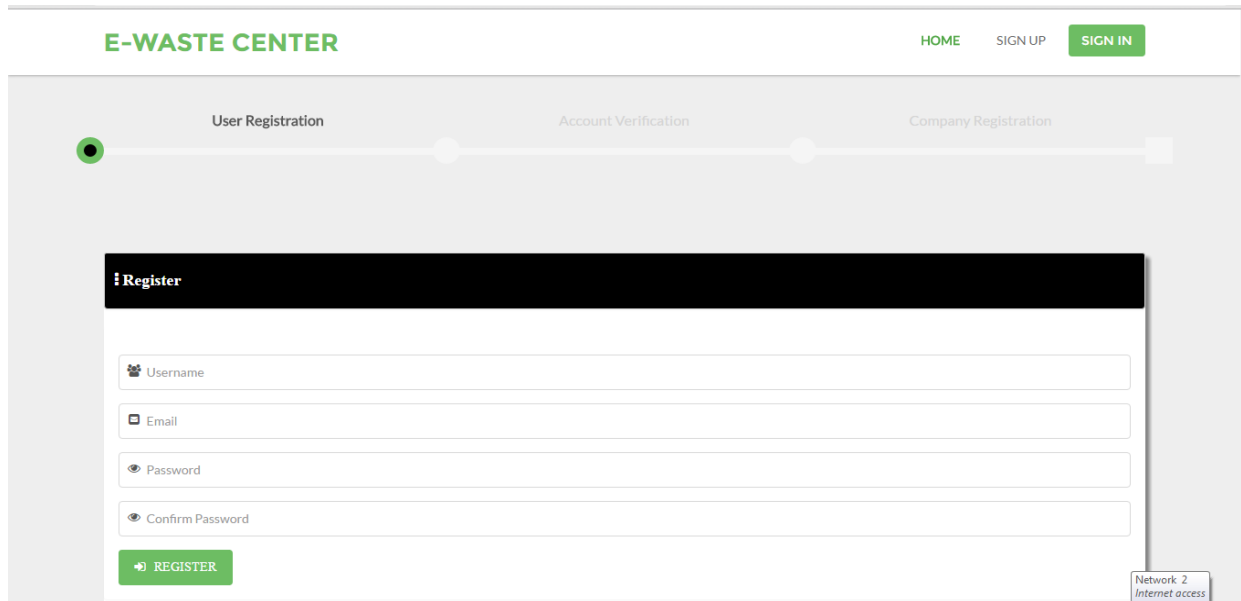 E-WASTE CENTER
HOME SIGN UP SIGN IN
User Registration Account Verification Company Registration
Register
Username
Email
Password
Confirm Password
REGISTER
Network 2
Internet access